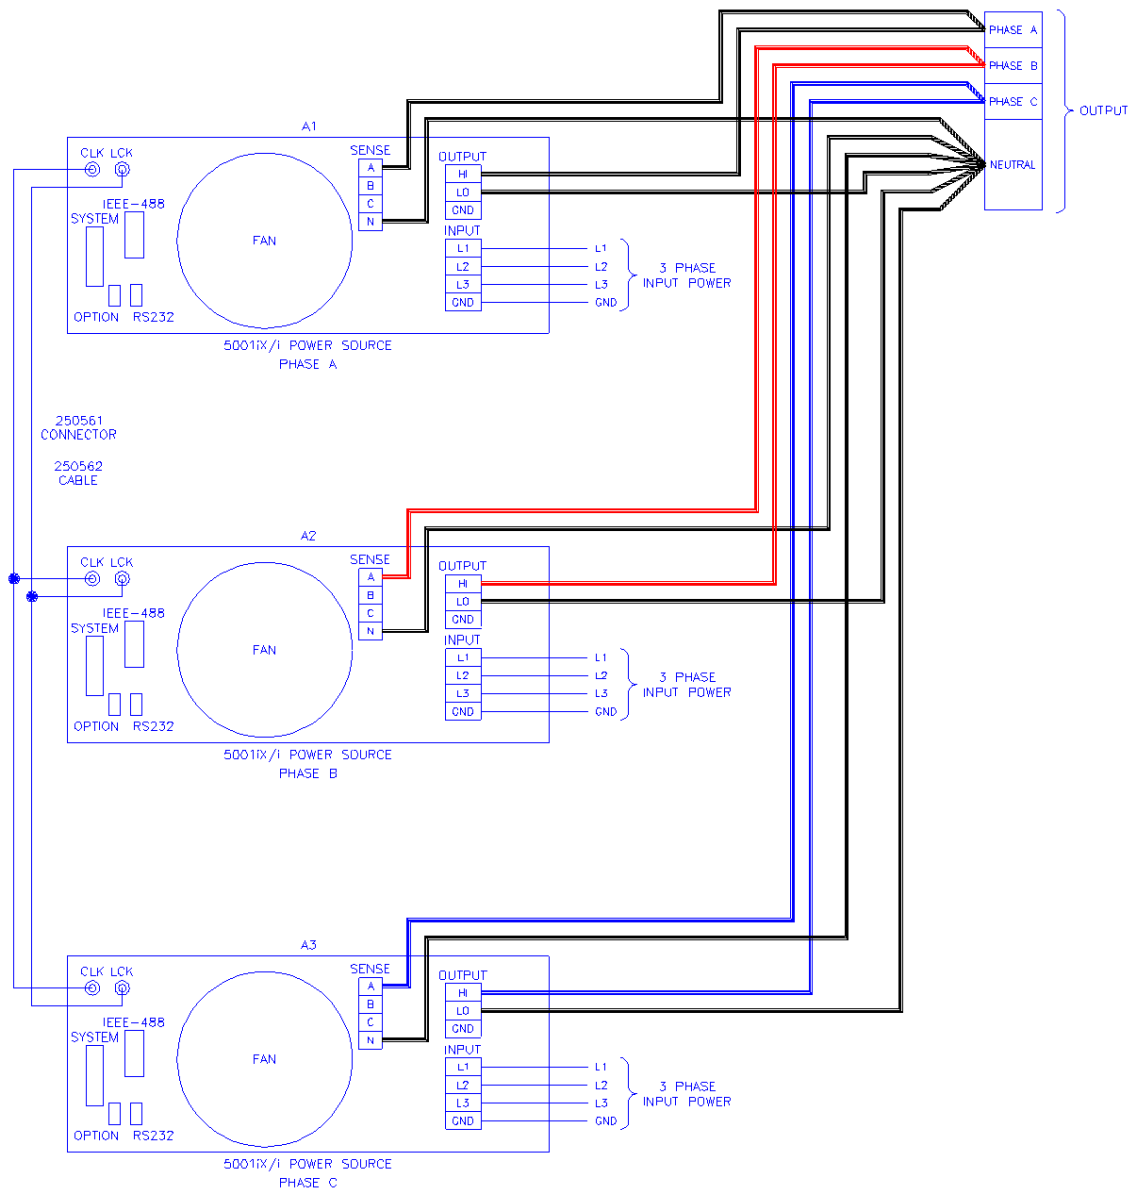 PHASE A
PHASE B
PHASE C
NEUTRAL
OUTPUT
A1
CLK LCK
SENSE
A
B
C
N
OUTPUT
HI
LO
GND
IEEE-488
SYSTEM
FAN
INPUT
L1
L2
L3
GND
L1
L2
L3
GND
3 PHASE
INPUT POWER
OPTION RS232
5001iX/i POWER SOURCE
PHASE A
250561
CONNECTOR
250562
CABLE
A2
CLK LCK
SENSE
A
B
C
N
OUTPUT
HI
LO
GND
IEEE-488
SYSTEM
FAN
INPUT
L1
L2
L3
GND
L1
L2
L3
GND
3 PHASE
INPUT POWER
OPTION RS232
5001iX/i POWER SOURCE
PHASE B
A3
CLK LCK
SENSE
A
B
C
N
OUTPUT
HI
LO
GND
IEEE-488
SYSTEM
FAN
INPUT
L1
L2
L3
GND
L1
L2
L3
GND
3 PHASE
INPUT POWER
OPTION RS232
5001iX/i POWER SOURCE
PHASE C